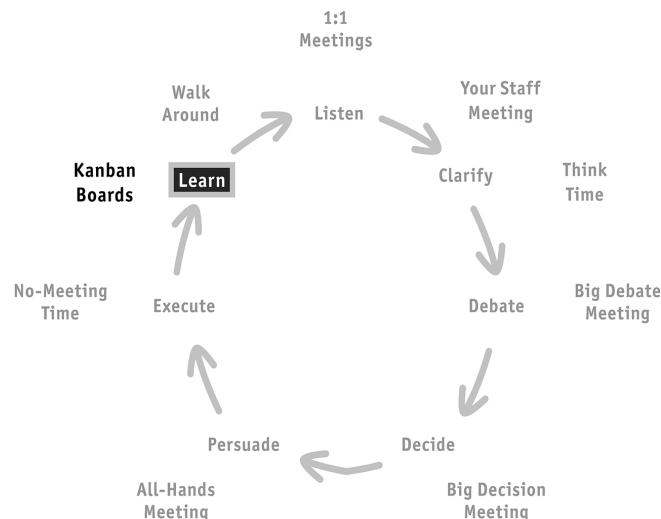 1:1
Meetings
Walk
Around
Listen
Your Staff
Meeting
Kanban
Boards
Learn
Clarify
Think
Time
No-Meeting
Time
Execute
Debate
Big Debate
Meeting
Persuade
Decide
All-Hands
Meeting
Big Decision
Meeting